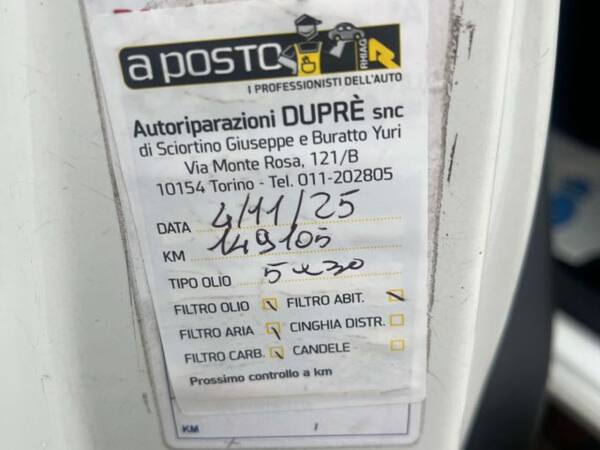 a posto
RHIAG
I PROFESSIONISTI DELL'AUTO
Autoriparazioni DUPRÈ snc
di Sciortino Giuseppe e Buratto Yuri
Via Monte Rosa, 121/B
10154 Torino - Tel. 011-202805
DATA 4/11/25
KM 149105
TIPO OLIO 5w30
FILTRO OLIO FILTRO ABIT.
FILTRO ARIA CINGHIA DISTR.
FILTRO CARB. CANDELE
Prossimo controllo a km
KM